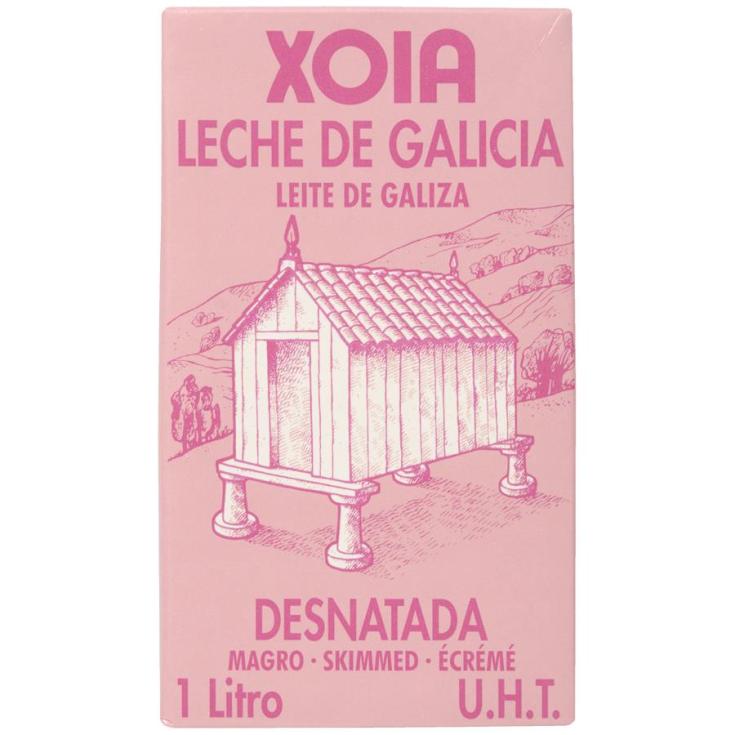 XOIA
LECHE DE GALICIA
LEITE DE GALIZA
DESNATADA
MAGRO · SKIMMED · ÉCRÉMÉ
1 Litro U.H.T.